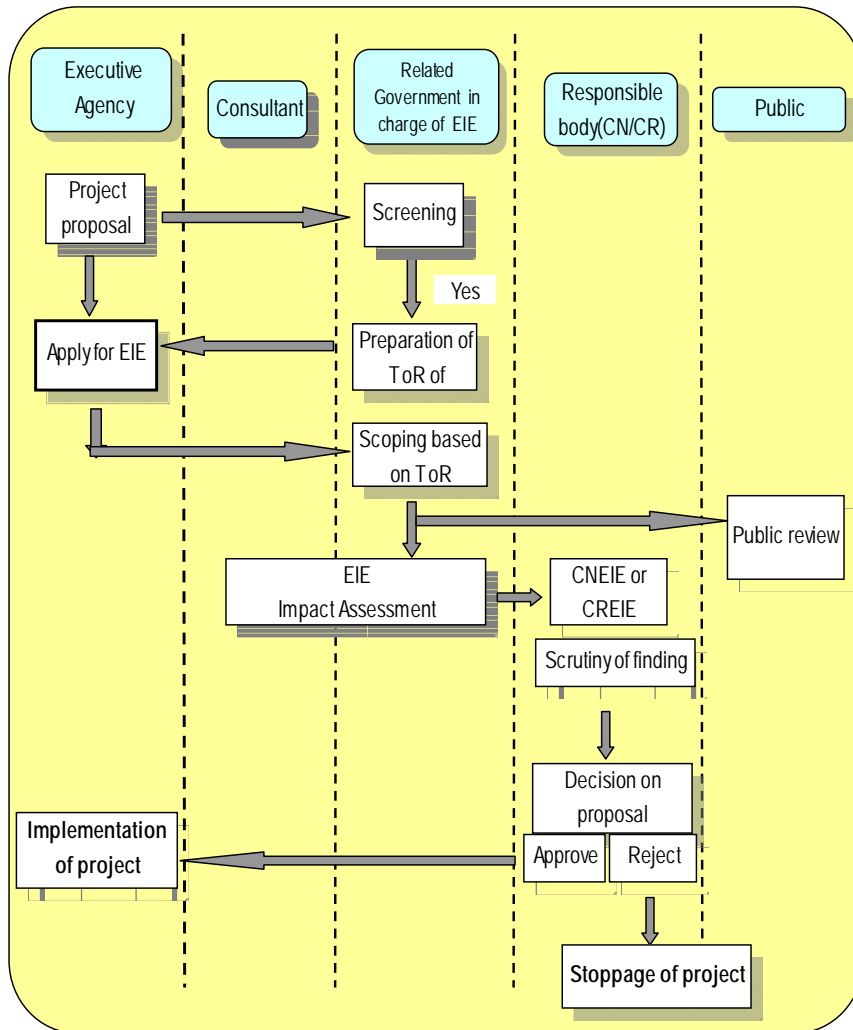 Executive
Agency
Consultant
Related
Government in
charge of EIE
Responsible
body(CN/CR)
Public
Project
proposal
Screening
Yes
Apply for EIE
Preparation of
ToR of
Scoping based
on ToR
Public review
EIE
Impact Assessment
CNEIE or
CREIE
Scrutiny of finding
Decision on
proposal
Approve
Reject
Implementation
of project
Stoppage of project